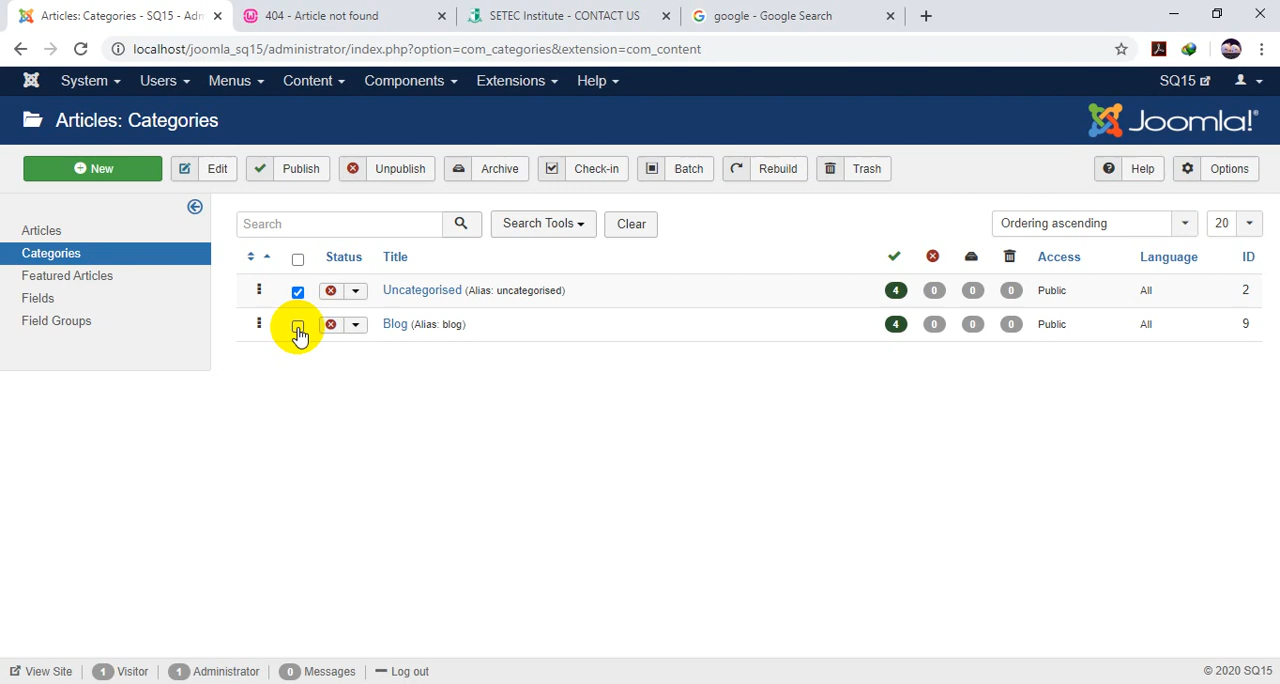 Articles: Categories - SQ15 - Adm
404 - Article not found
SETEC Institute - CONTACT US
google - Google Search
localhost/joomla_sq15/administrator/index.php?option=com_categories&extension=com_content
System Users Menus Content Components Extensions Help SQ15
Articles: Categories Joomla!®
New Edit Publish Unpublish Archive Check-in Batch Rebuild Trash Help Options
Articles
Categories
Featured Articles
Fields
Field Groups
Search Search Tools Clear Ordering ascending 20
Status Title Access Language ID
Uncategorised (Alias: uncategorised) 4 0 0 0 Public All 2
Blog (Alias: blog) 4 0 0 0 Public All 9
View Site 1 Visitor 1 Administrator 0 Messages Log out © 2020 SQ15